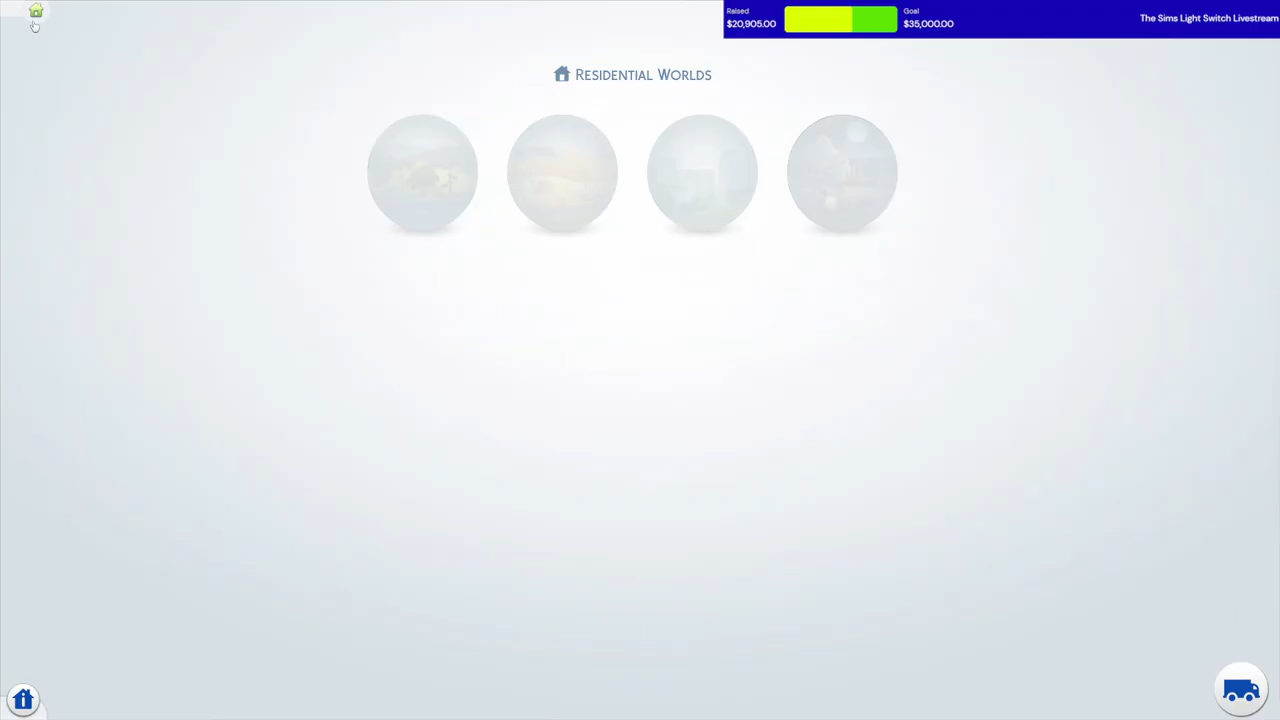 Raised
$20,905.00
Goal
$35,000.00
The Sims Light Switch Livestream
Residential Worlds